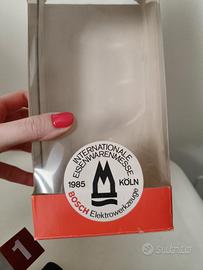 INTERNATIONALE
EISENWARENMESSE
1985 KÖLN
BOSCH Elektrowerkzeuge
1
subito